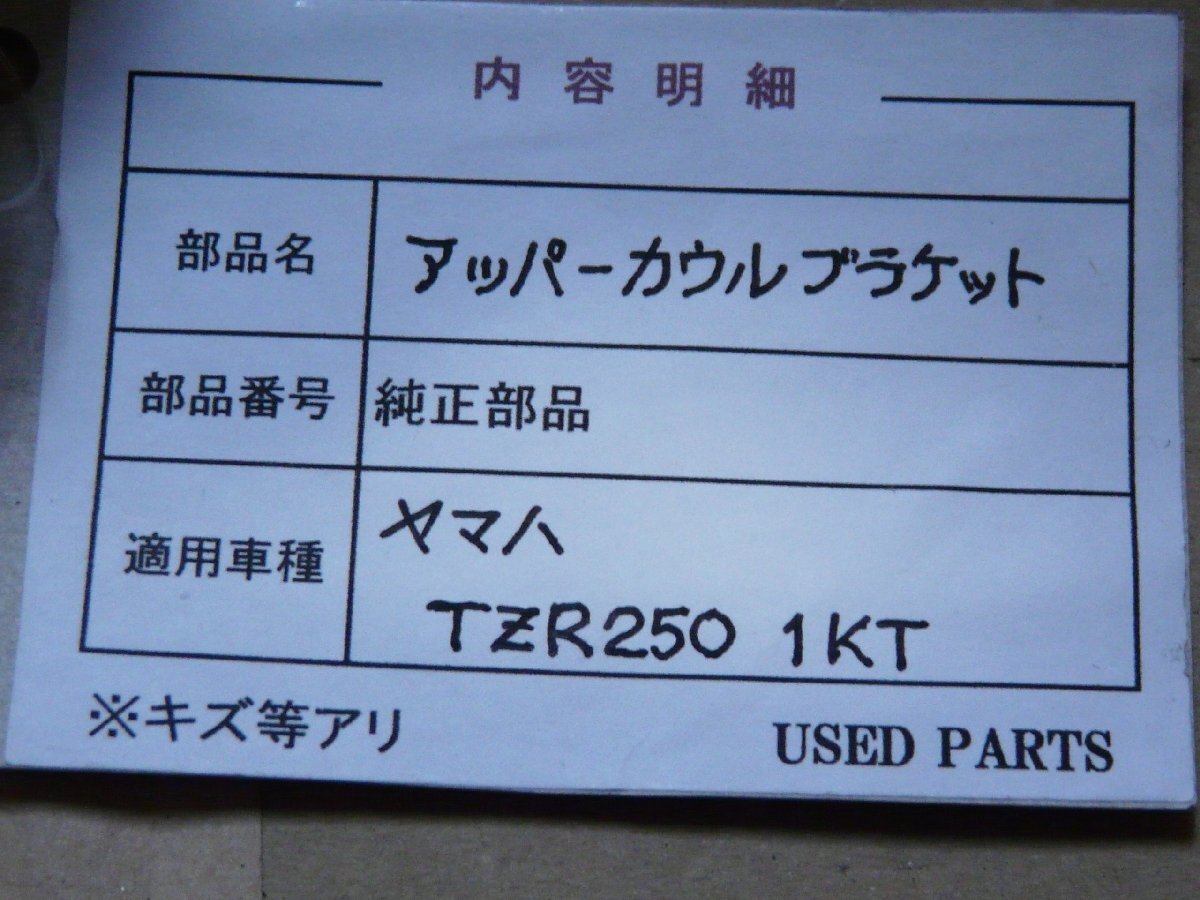 内容明細
部品名 アッパーカウルブラケット
部品番号 純正部品
適用車種 ヤマハ
TZR250 1KT
※キズ等アリ USED PARTS